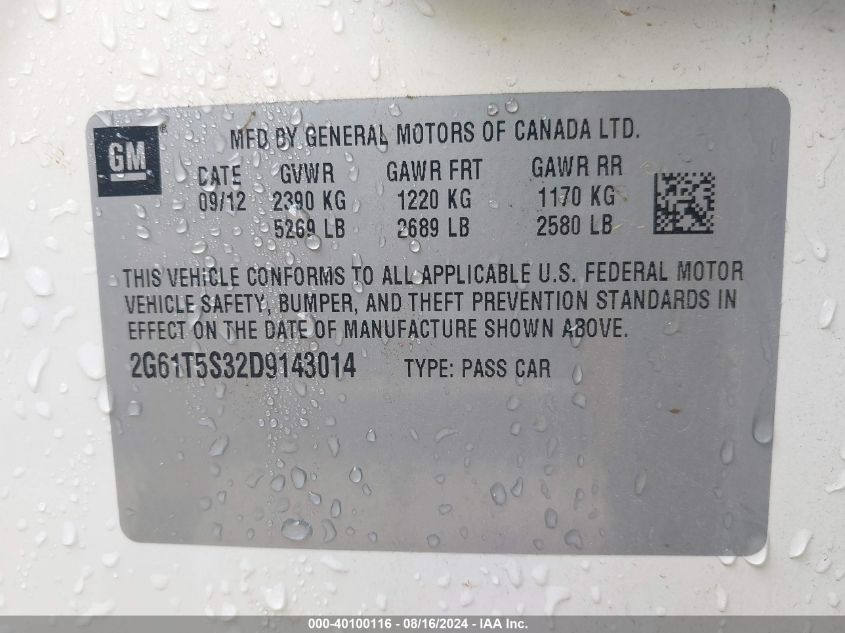 GM
MFD BY GENERAL MOTORS OF CANADA LTD.
DATE GVWR GAWR FRT GAWR RR
09/12 2390 KG 1220 KG 1170 KG
5269 LB 2689 LB 2580 LB
THIS VEHICLE CONFORMS TO ALL APPLICABLE U.S. FEDERAL MOTOR
VEHICLE SAFETY, BUMPER, AND THEFT PREVENTION STANDARDS IN
EFFECT ON THE DATE OF MANUFACTURE SHOWN ABOVE.
2G61T5S32D9143014 TYPE: PASS CAR
000-40100116 - 08/16/2024 - IAA Inc.